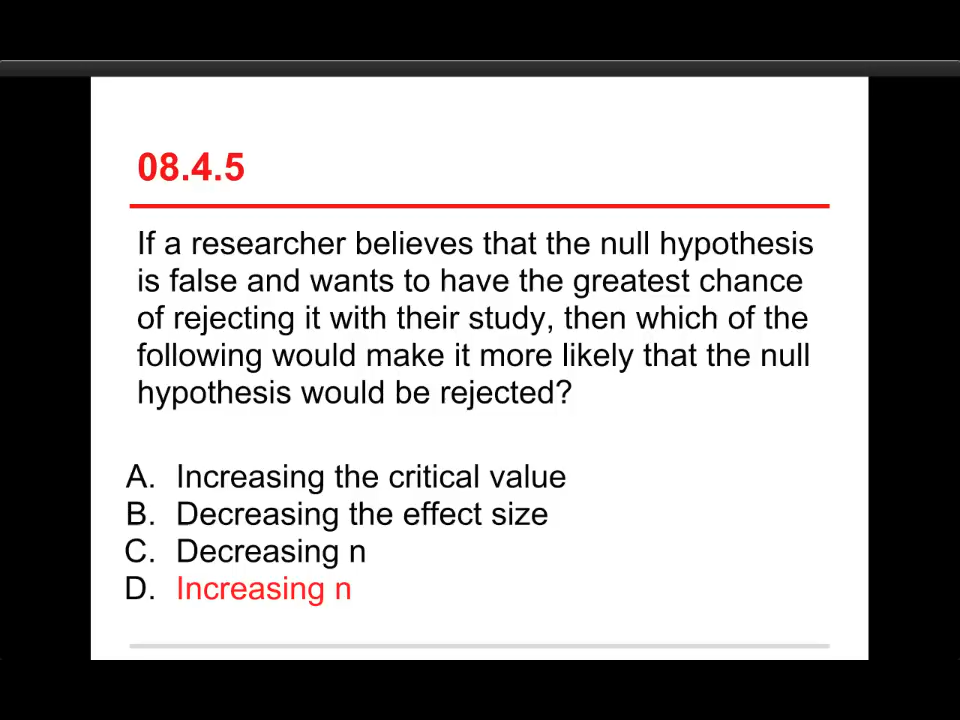 08.4.5
If a researcher believes that the null hypothesis
is false and wants to have the greatest chance
of rejecting it with their study, then which of the
following would make it more likely that the null
hypothesis would be rejected?
A. Increasing the critical value
B. Decreasing the effect size
C. Decreasing n
D. Increasing n